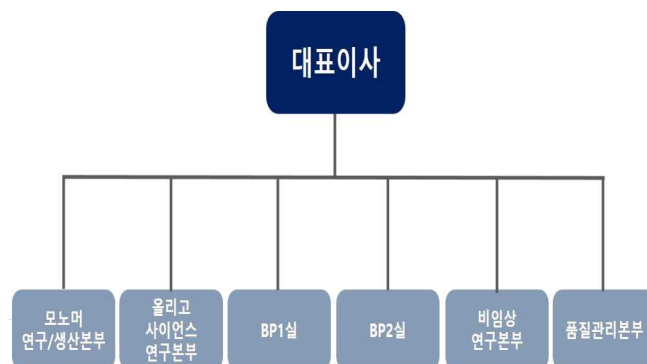 대표이사
모노머
연구/생산본부
올리고
사이언스
연구본부
BP1실
BP2실
비임상
연구본부
품질관리본부